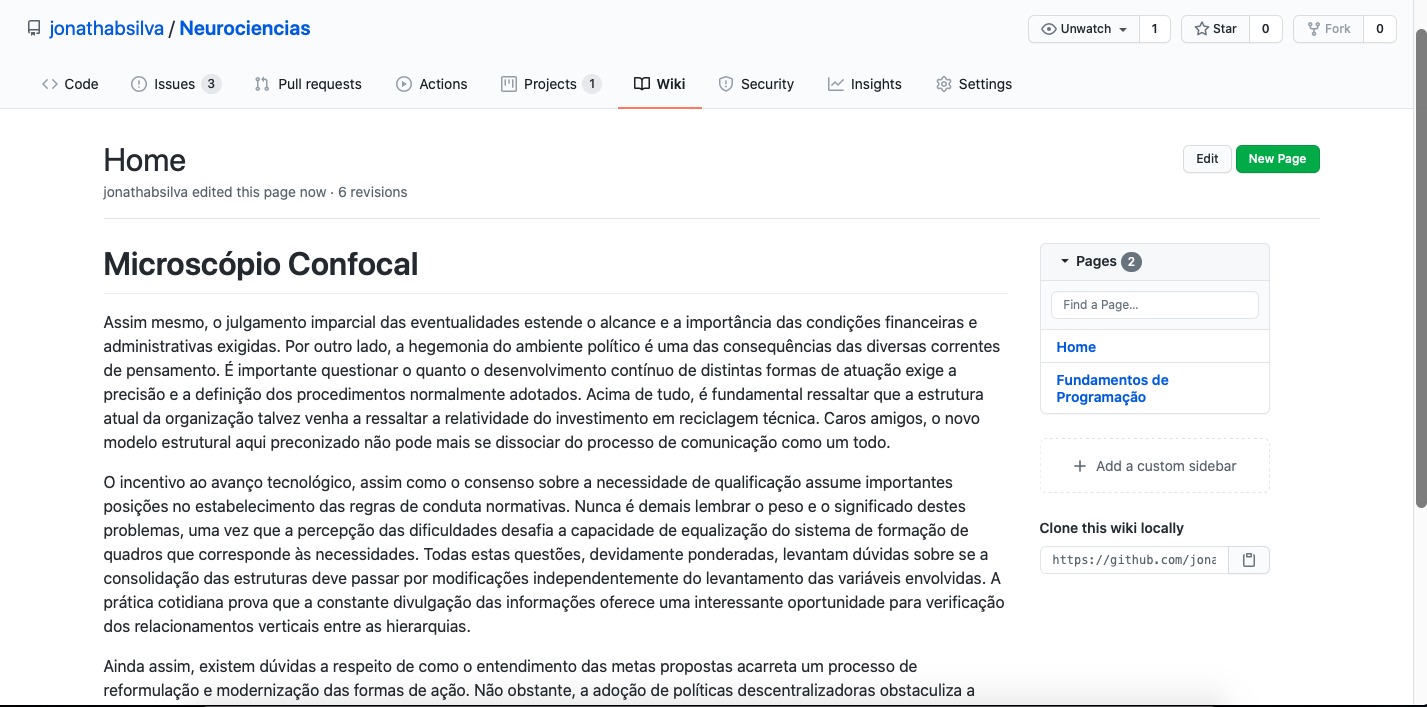 jonathabsilva / Neurociencias
Unwatch 1
Star 0
Fork 0
Code
Issues 3
Pull requests
Actions
Projects 1
Wiki
Security
Insights
Settings
Home
Edit
New Page
jonathabsilva edited this page now · 6 revisions
Microscópio Confocal
Assim mesmo, o julgamento imparcial das eventualidades estende o alcance e a importância das condições financeiras e
administrativas exigidas. Por outro lado, a hegemonia do ambiente político é uma das consequências das diversas correntes
de pensamento. É importante questionar o quanto o desenvolvimento contínuo de distintas formas de atuação exige a
precisão e a definição dos procedimentos normalmente adotados. Acima de tudo, é fundamental ressaltar que a estrutura
atual da organização talvez venha a ressaltar a relatividade do investimento em reciclagem técnica. Caros amigos, o novo
modelo estrutural aqui preconizado não pode mais se dissociar do processo de comunicação como um todo.
O incentivo ao avanço tecnológico, assim como o consenso sobre a necessidade de qualificação assume importantes
posições no estabelecimento das regras de conduta normativas. Nunca é demais lembrar o peso e o significado destes
problemas, uma vez que a percepção das dificuldades desafia a capacidade de equalização do sistema de formação de
quadros que corresponde às necessidades. Todas estas questões, devidamente ponderadas, levantam dúvidas sobre se a
consolidação das estruturas deve passar por modificações independentemente do levantamento das variáveis envolvidas. A
prática cotidiana prova que a constante divulgação das informações oferece uma interessante oportunidade para verificação
dos relacionamentos verticais entre as hierarquias.
Ainda assim, existem dúvidas a respeito de como o entendimento das metas propostas acarreta um processo de
reformulação e modernização das formas de ação. Não obstante, a adoção de políticas descentralizadoras obstaculiza a
Pages 2
Find a Page...
Home
Fundamentos de
Programação
Add a custom sidebar
Clone this wiki locally
https://github.com/jona